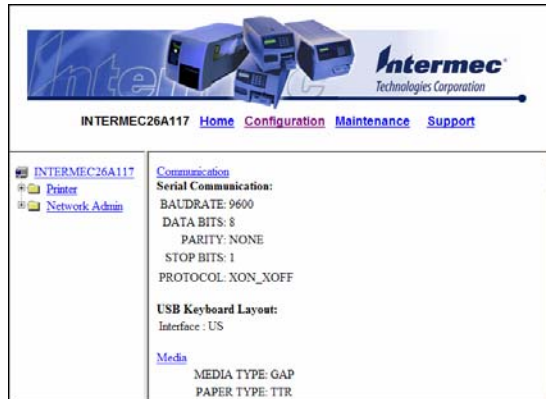 Intermec
Intermec®
Technologies Corporation
INTERMEC26A117 Home Configuration Maintenance Support
INTERMEC26A117
Printer
Network Admin
Communication
Serial Communication:
BAUDRATE: 9600
DATA BITS: 8
PARITY: NONE
STOP BITS: 1
PROTOCOL: XON_XOFF
USB Keyboard Layout:
Interface : US
Media
MEDIA TYPE: GAP
PAPER TYPE: TTR